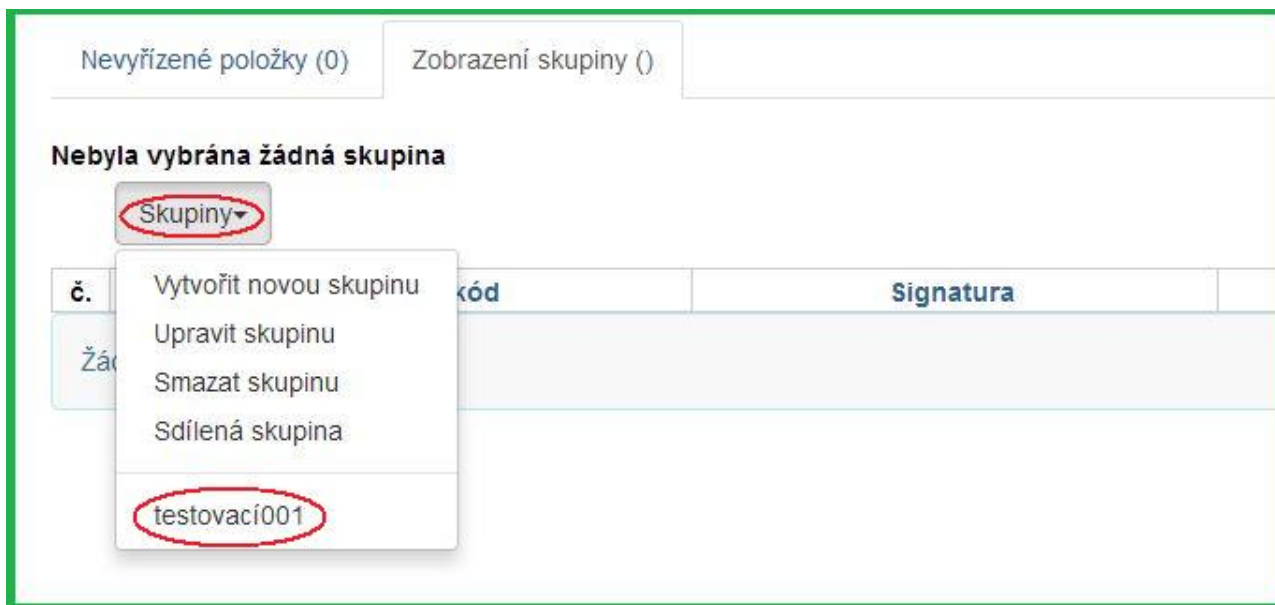 Nevyřízené položky (0) Zobrazení skupiny ()
Nebyla vybrána žádná skupina
Skupiny
č. kód Signatura
Vytvořit novou skupinu
Upravit skupinu
Smazat skupinu
Sdílená skupina
testovací001